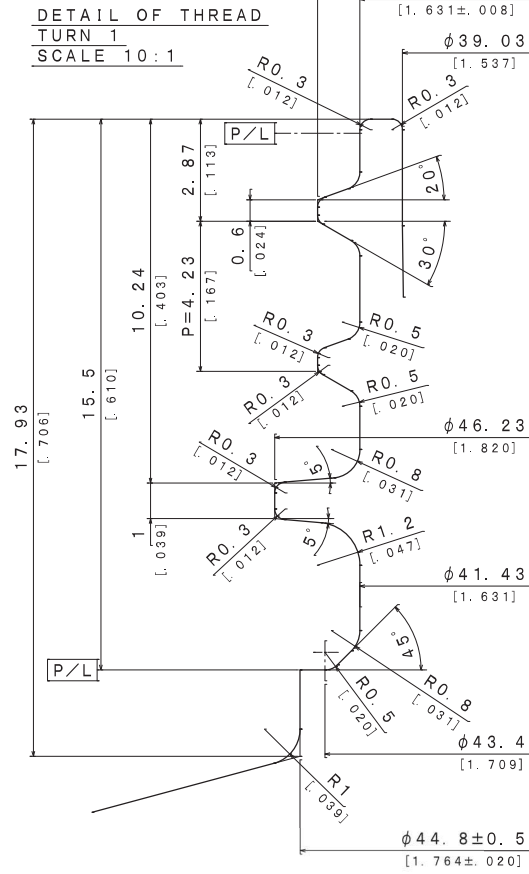 DETAIL OF THREAD
TURN 1
SCALE 10:1
[1.631±.008]
φ39.03
[1.537]
R0.3
[.012]
R0.3
[.012]
P/L
2.87
[.113]
20°
0.6
[.024]
30°
10.24
[.403]
P=4.23
[.167]
R0.3
[.012]
R0.5
[.020]
15.5
[.610]
R0.3
[.012]
R0.5
[.020]
17.93
[.706]
φ46.23
[1.820]
R0.3
[.012]
5°
R0.8
[.031]
1
[.039]
R0.3
[.012]
5°
R1.2
[.047]
φ41.43
[1.631]
45°
P/L
R0.5
[.020]
R0.8
[.031]
φ43.4
[1.709]
R1
[.039]
φ44.8±0.5
[1.764±.020]